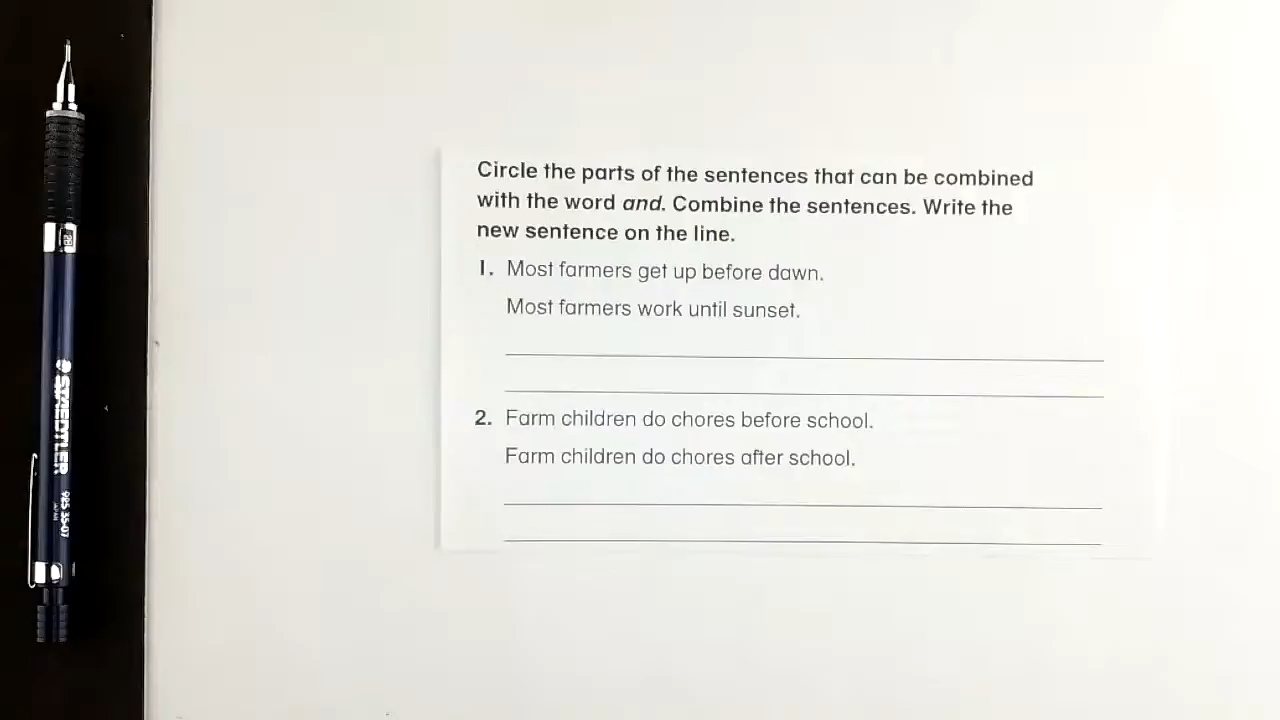 Circle the parts of the sentences that can be combined
with the word and. Combine the sentences. Write the
new sentence on the line.
1. Most farmers get up before dawn.
Most farmers work until sunset.
2. Farm children do chores before school.
Farm children do chores after school.
STAEDTLER
925 35-07